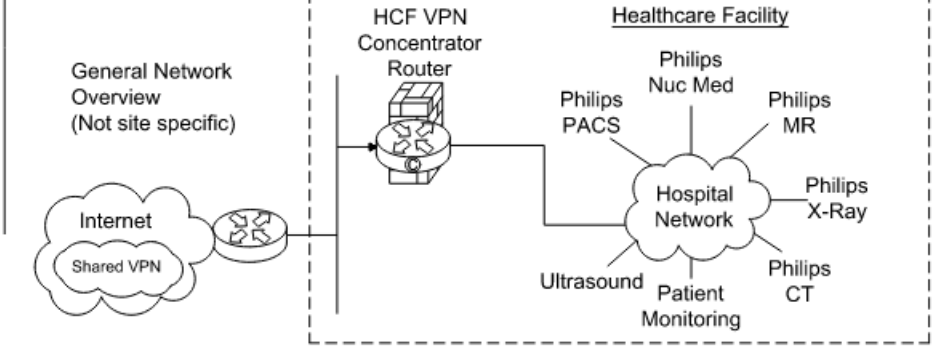 General Network
Overview
(Not site specific)
Internet
Shared VPN
HCF VPN
Concentrator
Router
C
Healthcare Facility
Philips
Nuc Med
Philips
PACS
Philips
MR
Hospital
Network
Philips
X-Ray
Ultrasound
Patient
Monitoring
Philips
CT